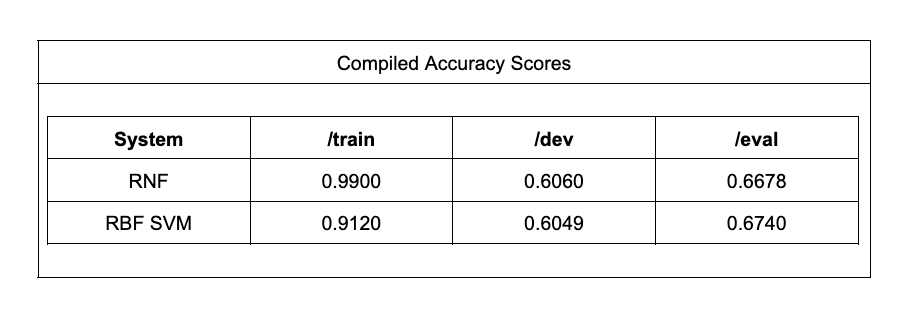 Compiled Accuracy Scores
System /train /dev /eval
RNF 0.9900 0.6060 0.6678
RBF SVM 0.9120 0.6049 0.6740